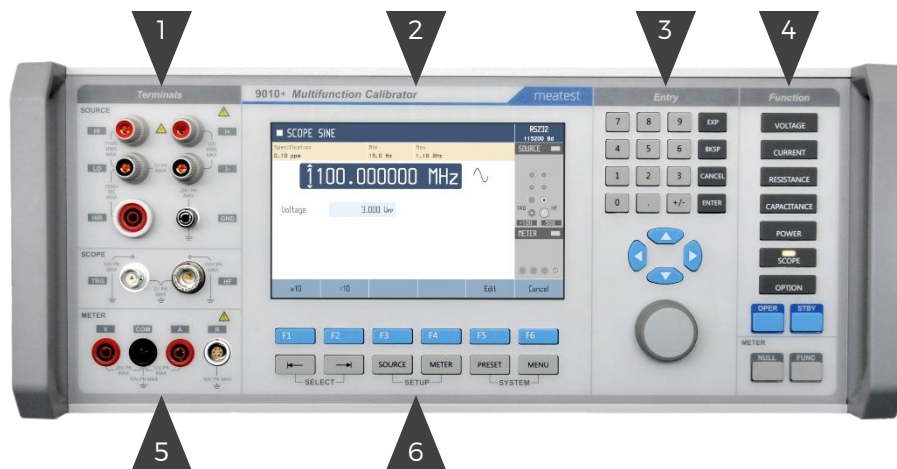 1
2
3
4
Terminals
9010+ Multifunction Calibrator
meatest
Entry
Function
SOURCE
HI
I+
LO
I-
HIR
GND
SCOPE
TRG
HF
METER
V
COM
A
R
SCOPE SINE
RS232
115200 Bd
Specification
Min
Max
0.10 ppm
15.0 Hz
1.10 GHz
SOURCE
100.000000 MHz
Voltage
3.000 Vpp
TRG
HF
METER
×10
÷10
Edit
Cancel
F1
F2
F3
F4
F5
F6
SOURCE
METER
PRESET
MENU
SELECT
SETUP
SYSTEM
7
8
9
EXP
4
5
6
BKSP
1
2
3
CANCEL
0
.
+/-
ENTER
VOLTAGE
CURRENT
RESISTANCE
CAPACITANCE
POWER
SCOPE
OPTION
OPER
STBY
METER
NULL
FUNC
5
6